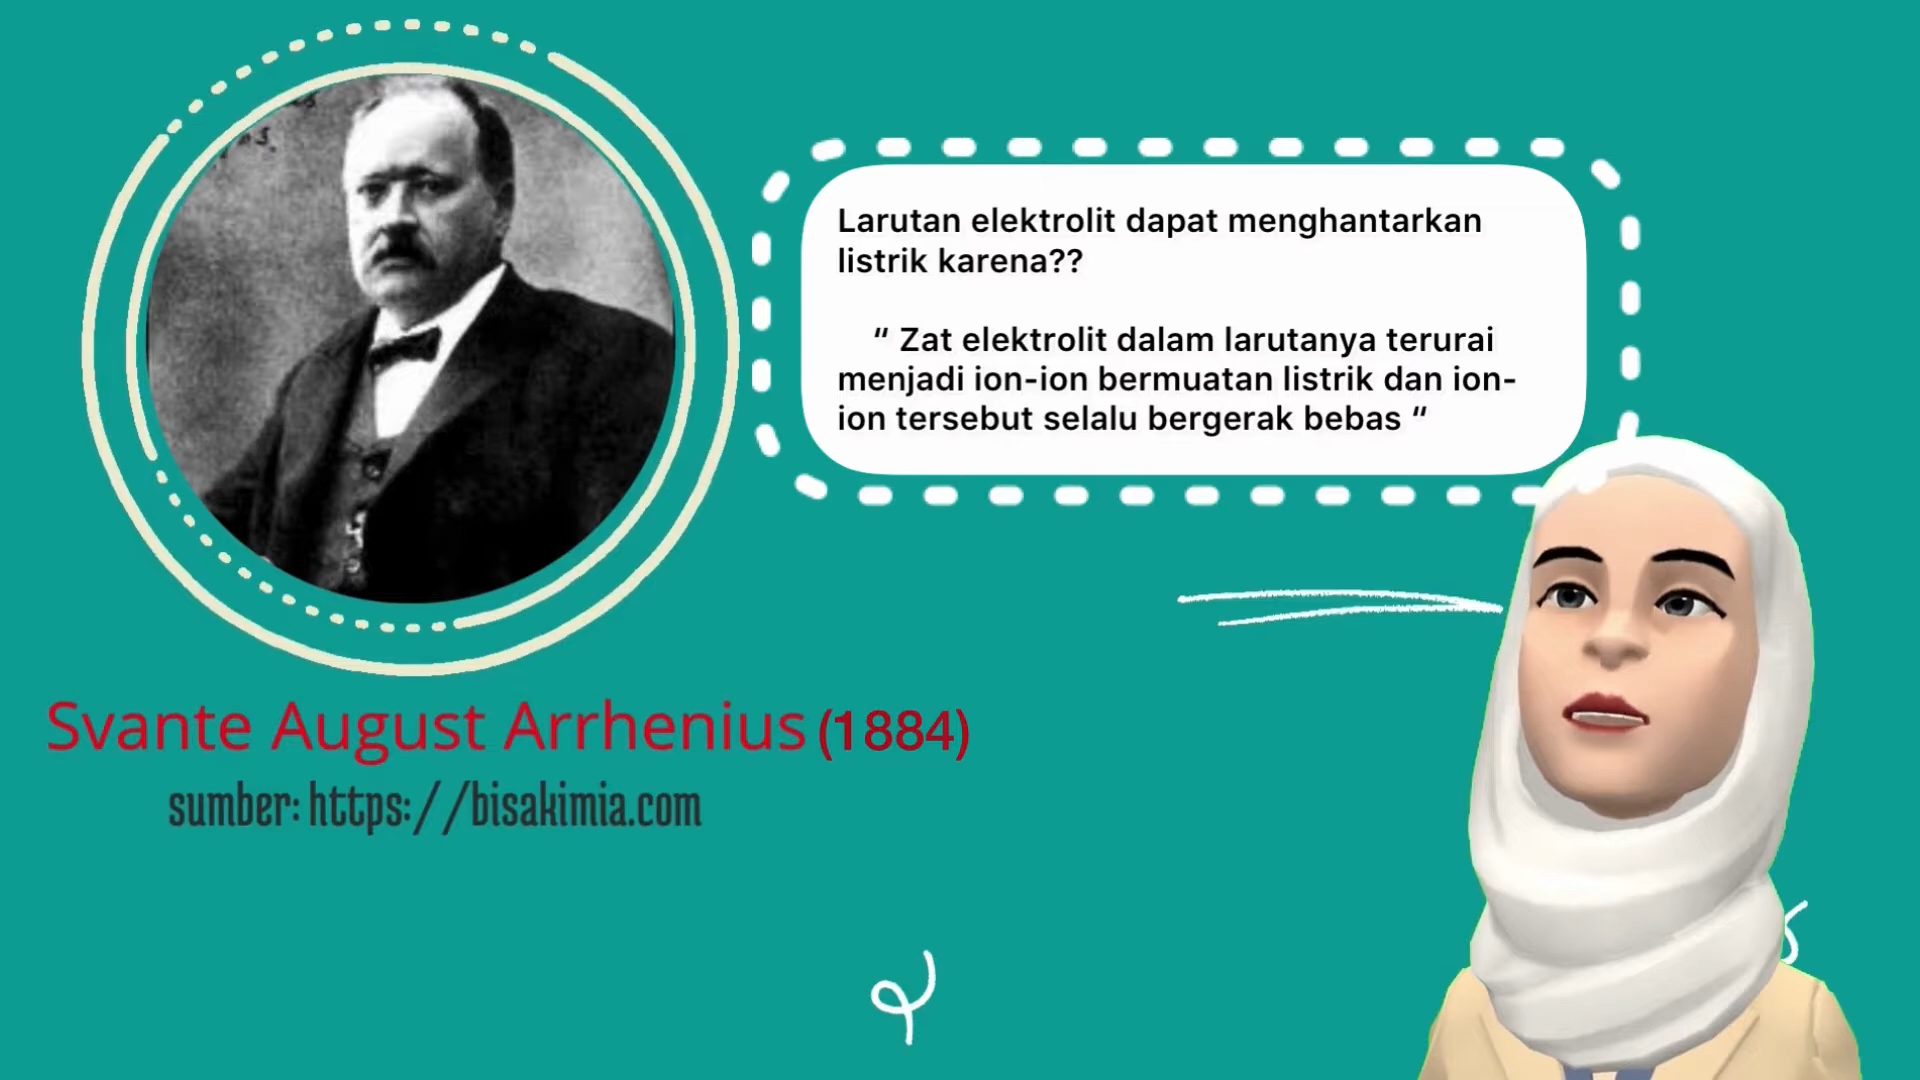 Larutan elektrolit dapat menghantarkan
listrik karena??
“ Zat elektrolit dalam larutanya terurai
menjadi ion-ion bermuatan listrik dan ion-
ion tersebut selalu bergerak bebas “
Svante August Arrhenius (1884)
sumber: https://bisakimia.com